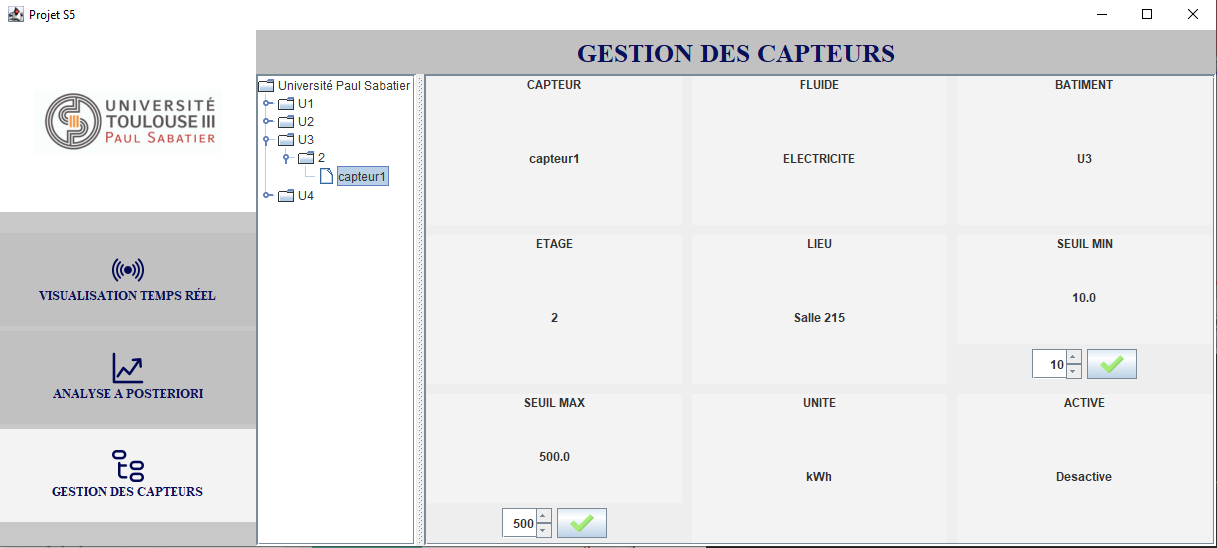 Projet S5
UNIVERSITÉ
TOULOUSE III
PAUL SABATIER
VISUALISATION TEMPS RÉEL
ANALYSE A POSTERIORI
GESTION DES CAPTEURS
GESTION DES CAPTEURS
Université Paul Sabatier
U1
U2
U3
2
capteur1
U4
CAPTEUR
capteur1
FLUIDE
ELECTRICITE
BATIMENT
U3
ETAGE
2
LIEU
Salle 215
SEUIL MIN
10.0
10
SEUIL MAX
500.0
500
UNITE
kWh
ACTIVE
Desactive